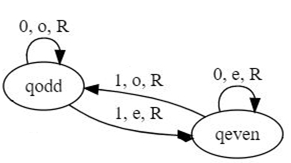 0, o, R
qodd
1, o, R
0, e, R
1, e, R
qeven